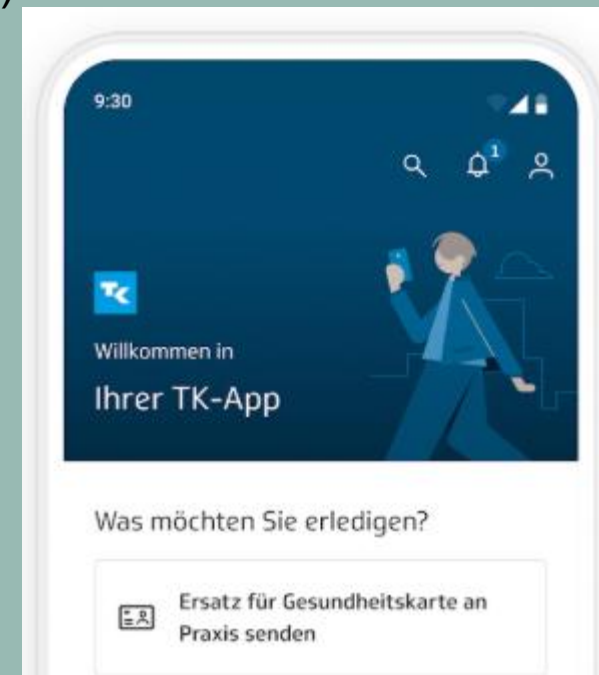 )
9:30
1
TK
Willkommen in
Ihrer TK-App
Was möchten Sie erledigen?
Ersatz für Gesundheitskarte an
Praxis senden